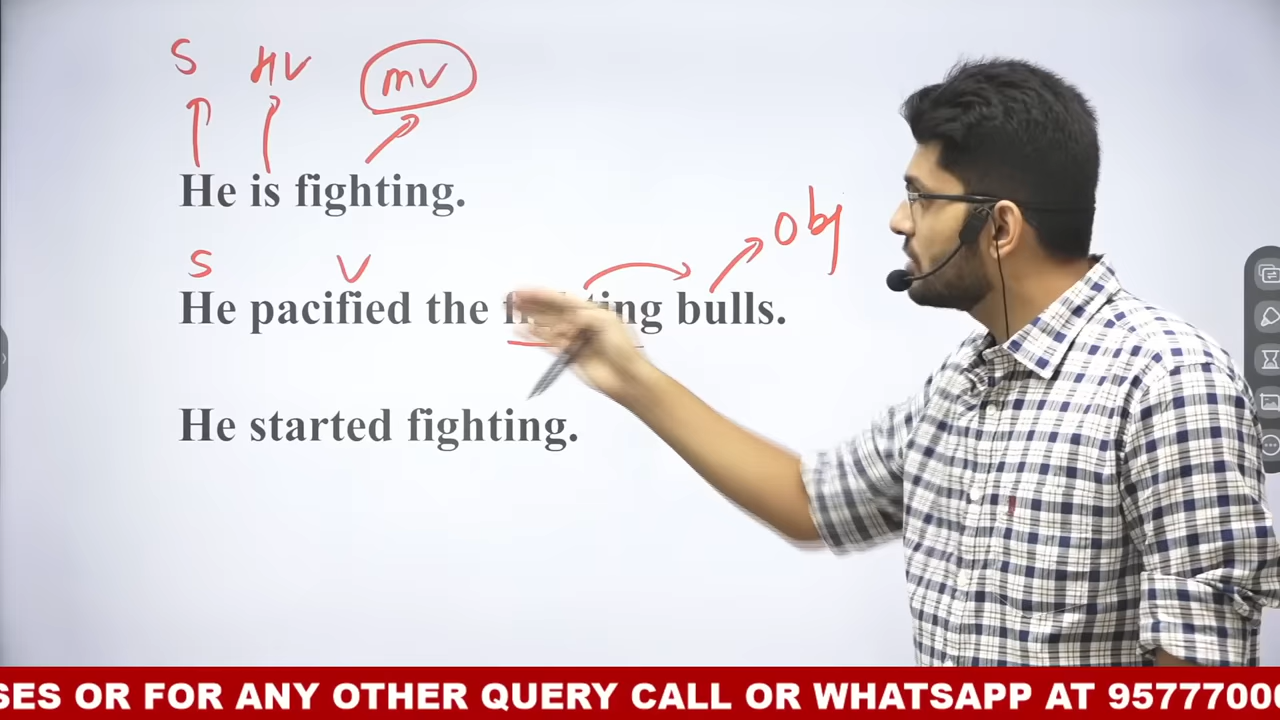 S HV MV
He is fighting.
S V Obj
He pacified the fighting bulls.
He started fighting.
SES OR FOR ANY OTHER QUERY CALL OR WHATSAPP AT 95777000